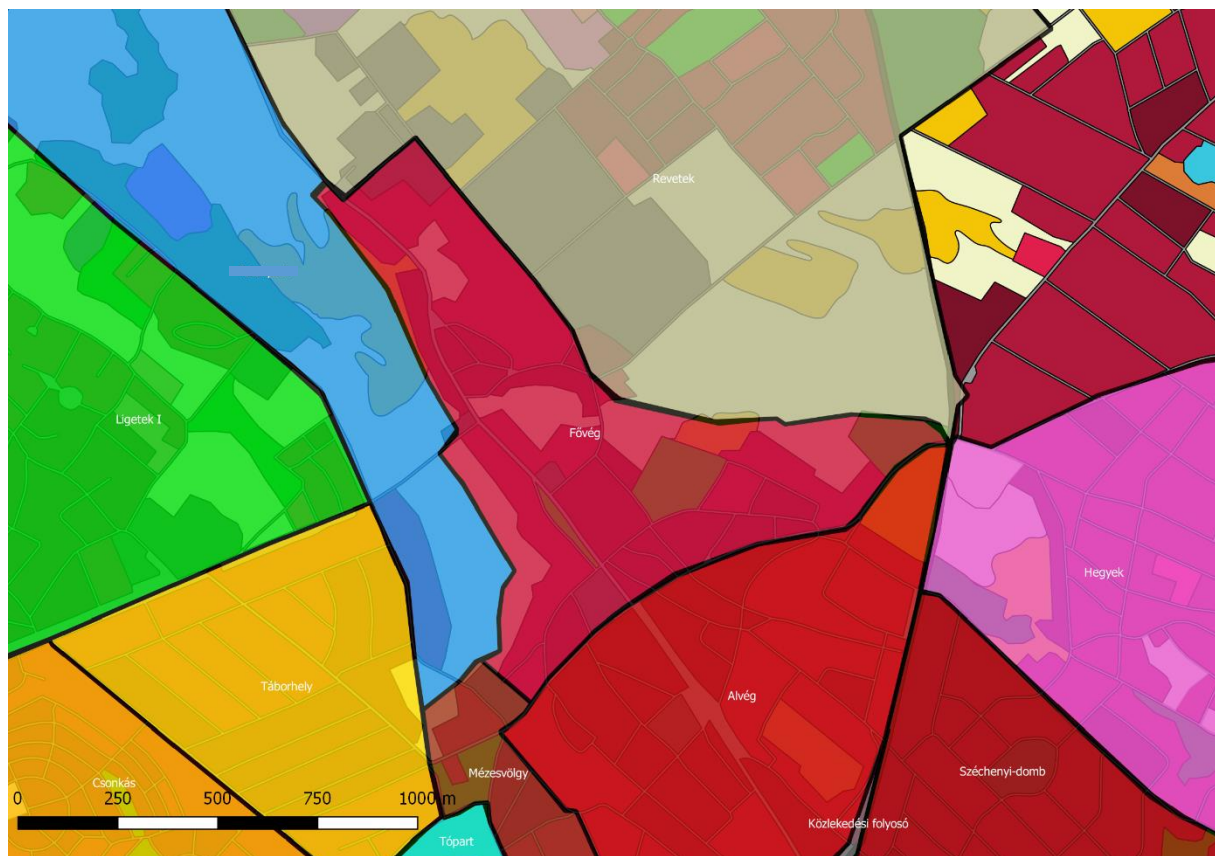 Revetek
Ligetek I
Fővég
Hegyek
Táborhely
Alvég
Mézesvölgy
Széchenyi-domb
Csonkás
0 250 500 750 1000 m
Közlekedési folyosó
Tópart